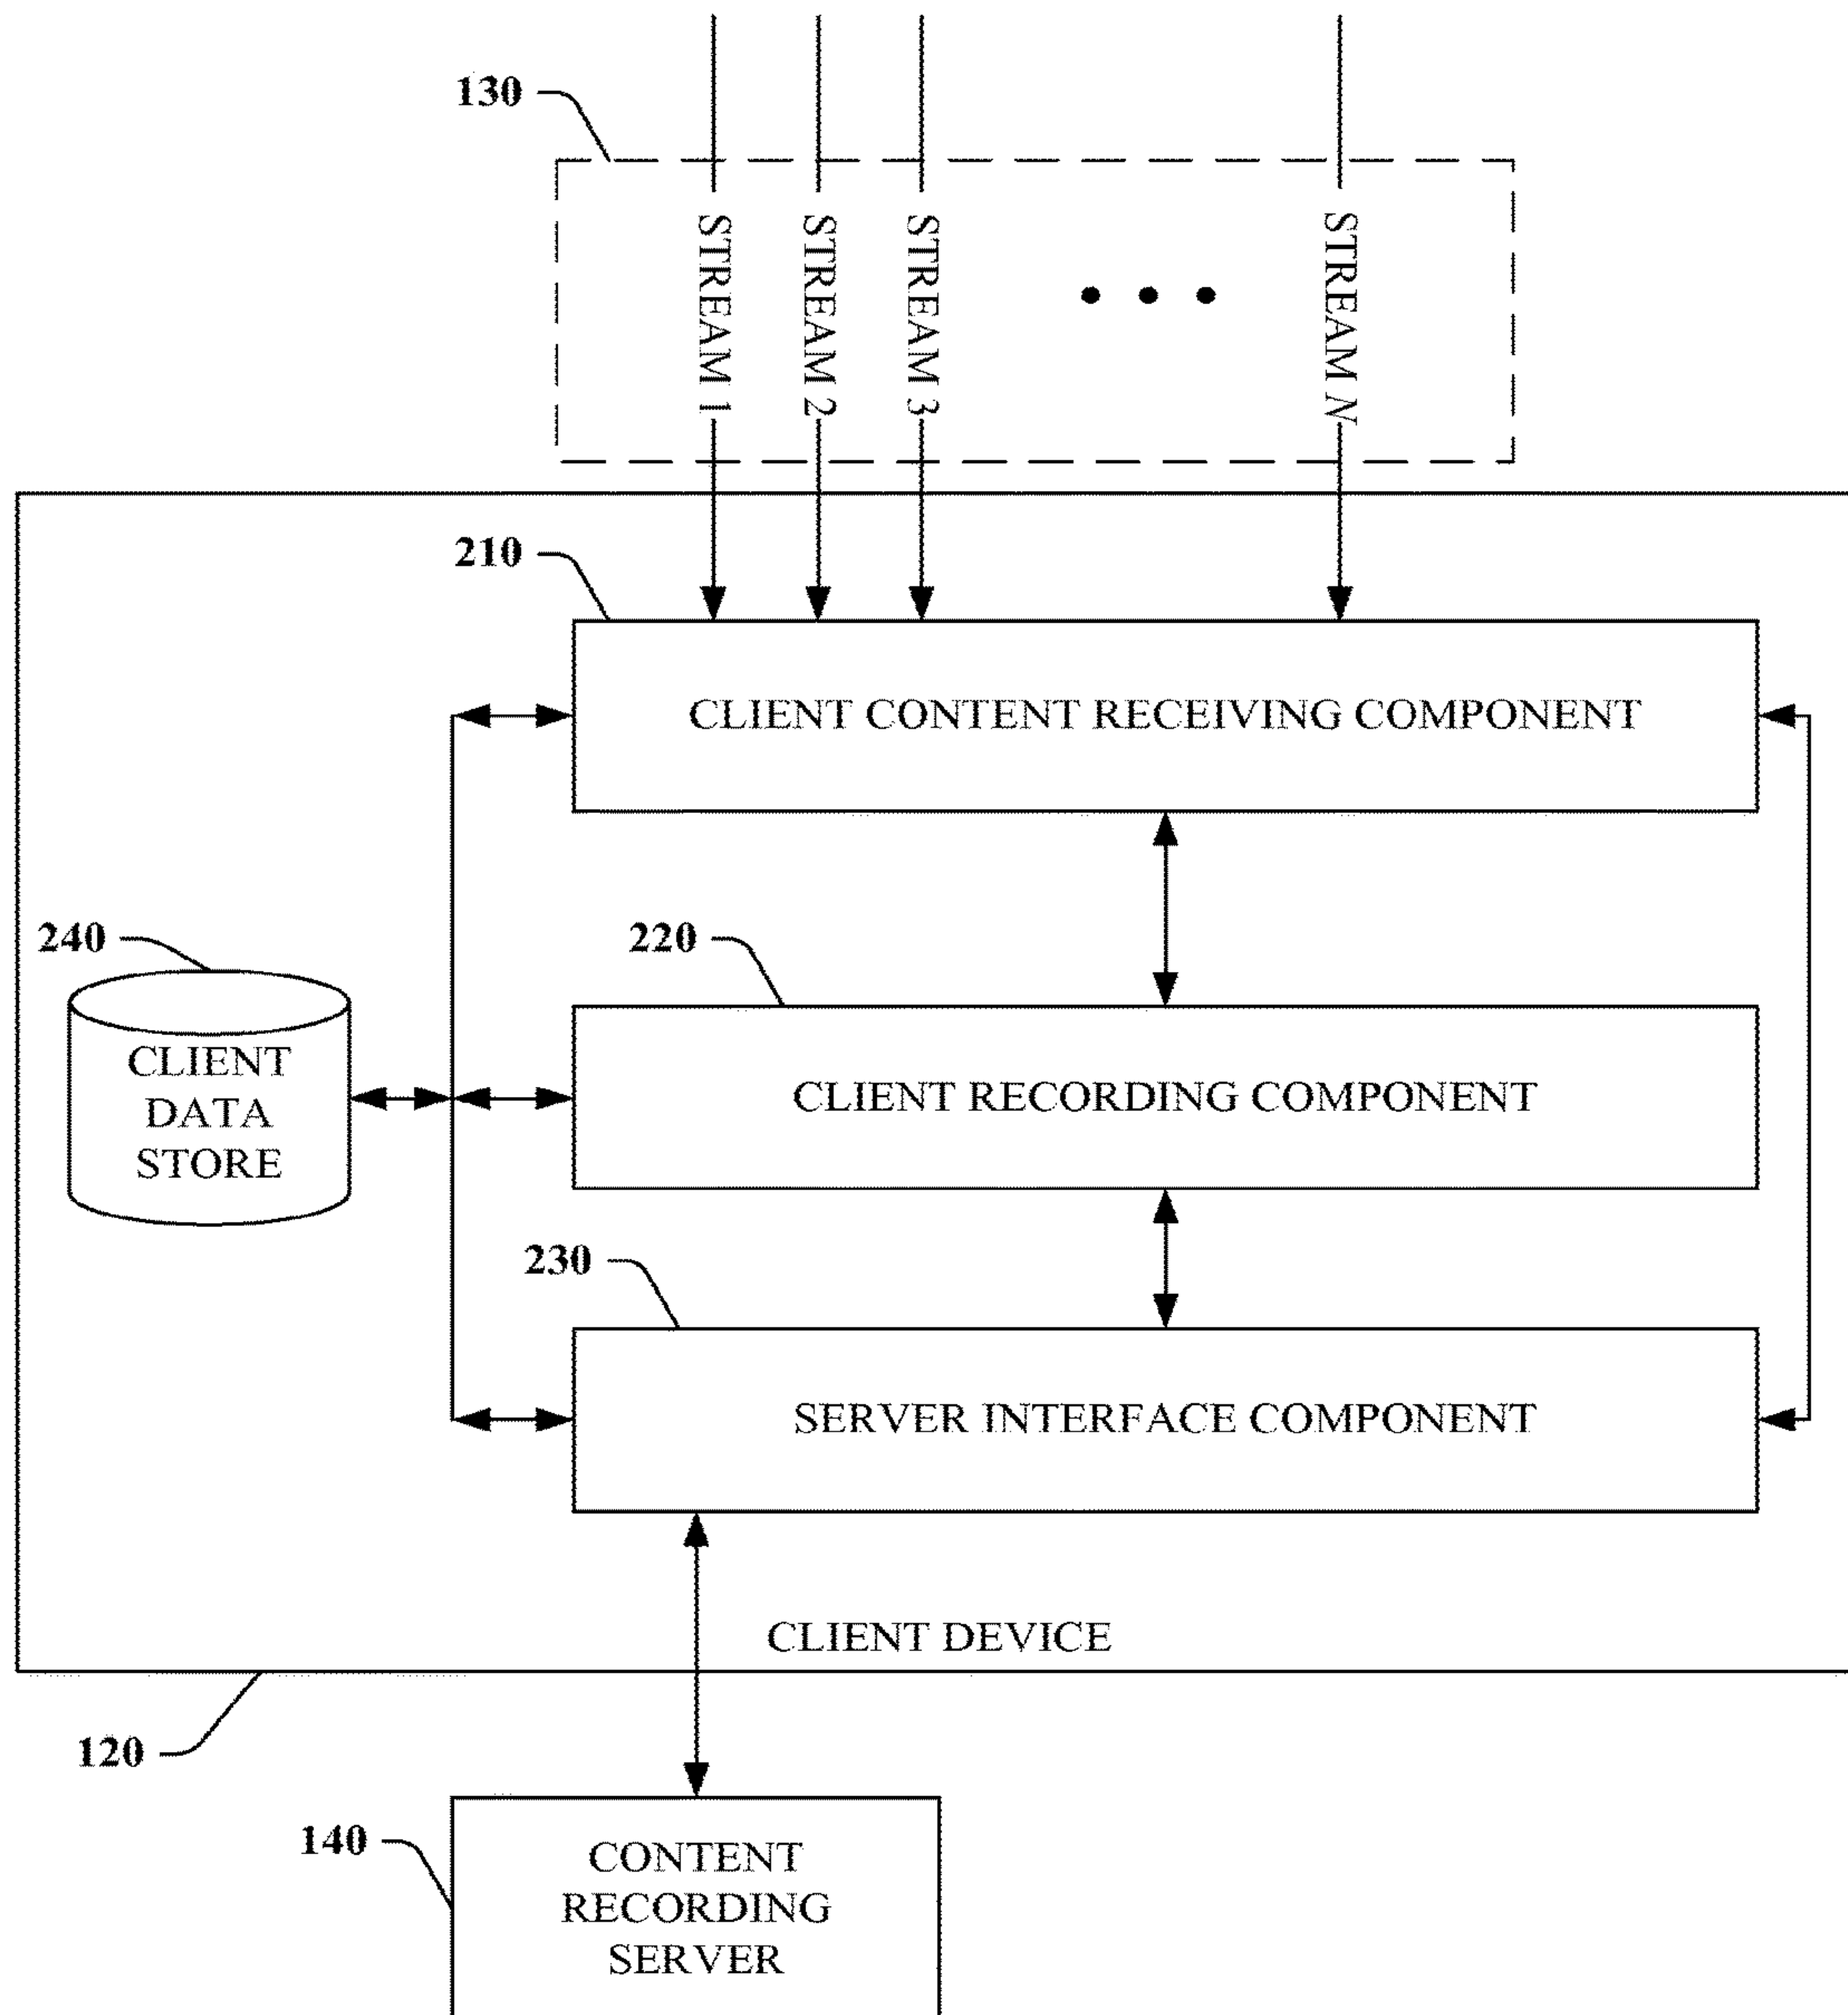 130
STREAM 1
STREAM 2
STREAM 3
STREAM N
210
CLIENT CONTENT RECEIVING COMPONENT
240
CLIENT
DATA
STORE
220
CLIENT RECORDING COMPONENT
230
SERVER INTERFACE COMPONENT
CLIENT DEVICE
120
140
CONTENT
RECORDING
SERVER